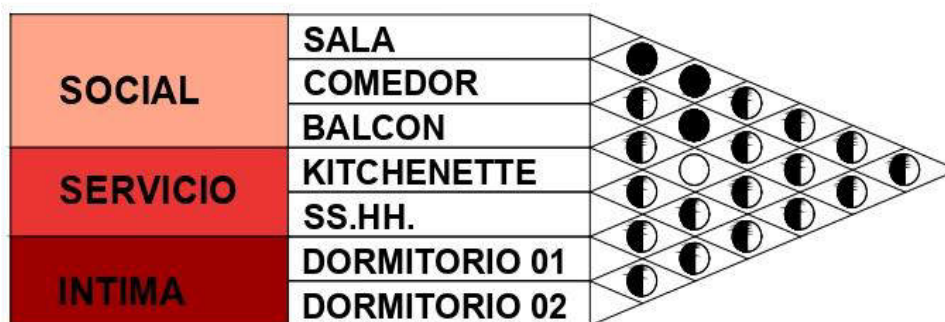 SOCIAL
SALA
COMEDOR
BALCON
SERVICIO
KITCHENETTE
SS.HH.
INTIMA
DORMITORIO 01
DORMITORIO 02